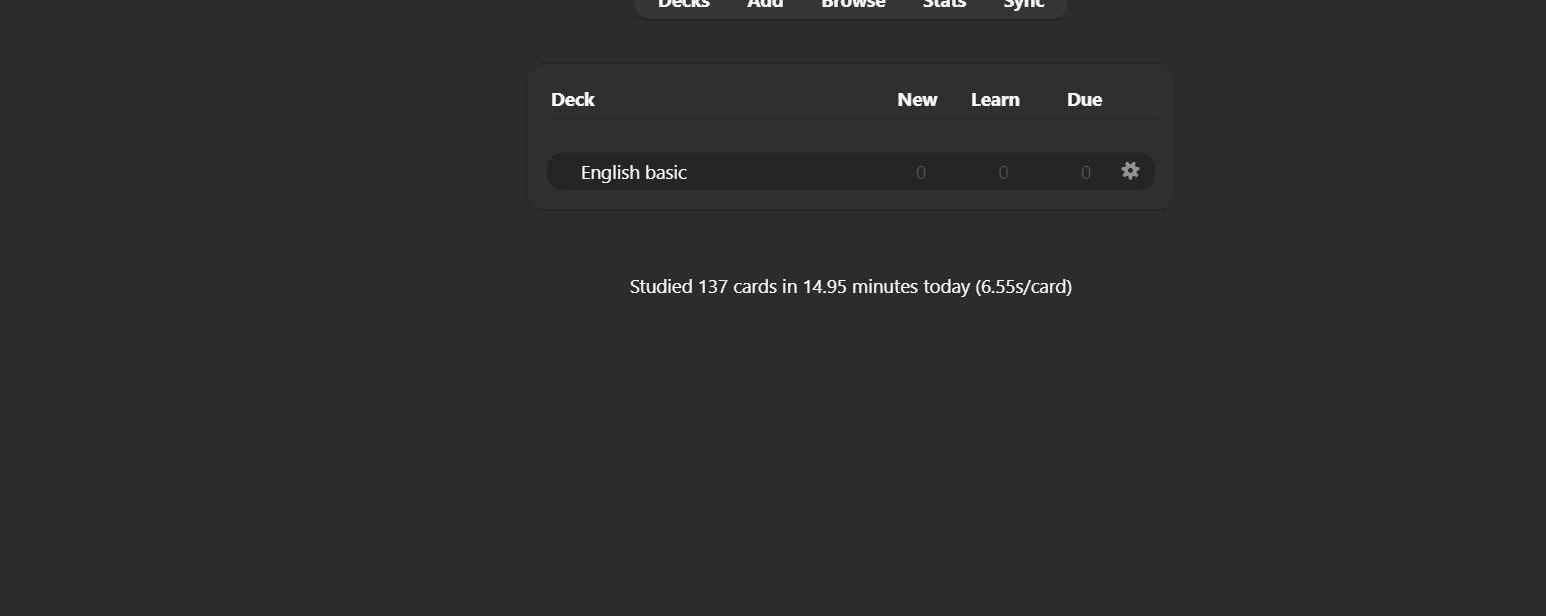 Decks Add Browse Stats Sync
Deck New Learn Due
English basic 0 0 0
Studied 137 cards in 14.95 minutes today (6.55s/card)